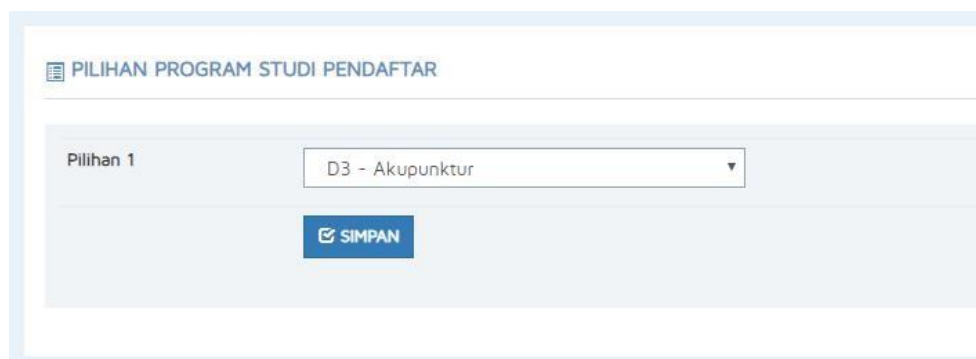 PILIHAN PROGRAM STUDI PENDAFTAR
Pilihan 1
D3 - Akupunktur
SIMPAN